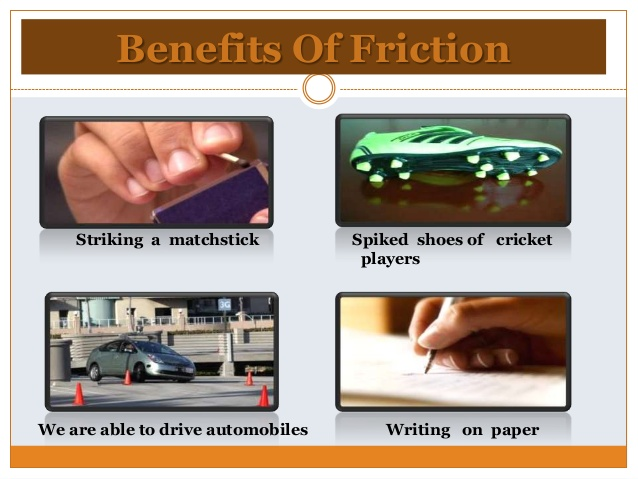 Benefits Of Friction
Striking a matchstick
Spiked shoes of cricket
players
We are able to drive automobiles
Writing on paper